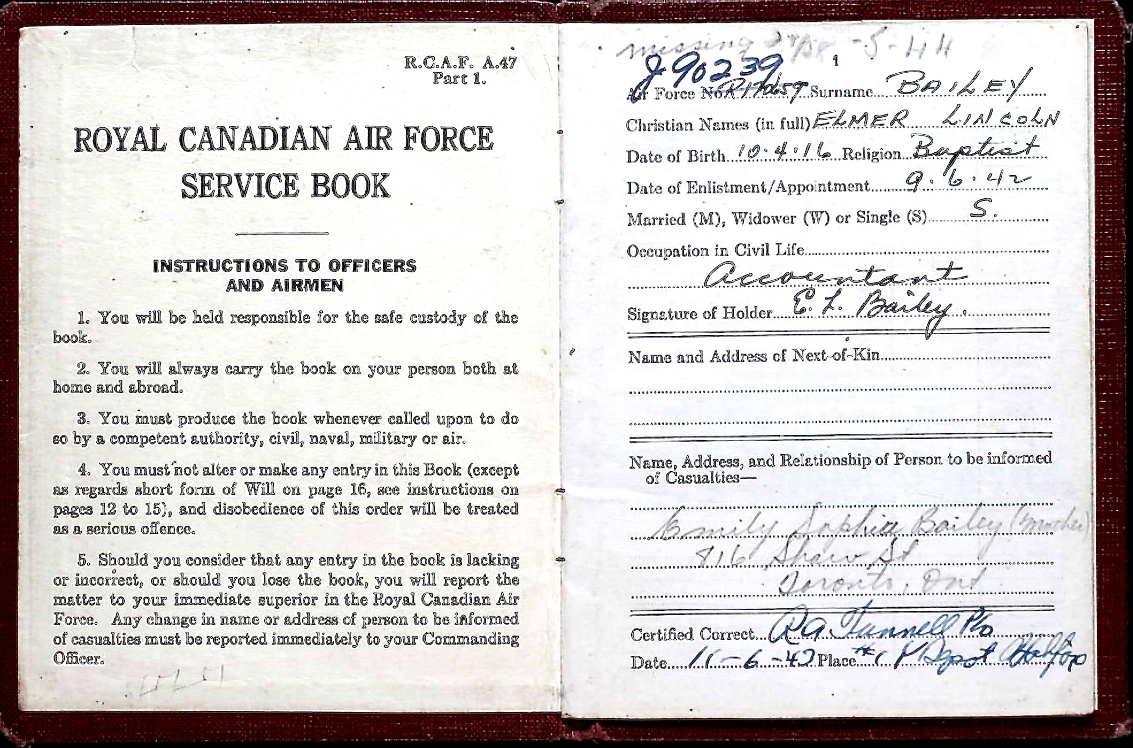 R.C.A.F. A.47
Part 1.
ROYAL CANADIAN AIR FORCE
SERVICE BOOK
INSTRUCTIONS TO OFFICERS
AND AIRMEN
1. You will be held responsible for the safe custody of the
book.
2. You will always carry the book on your person both at
home and abroad.
3. You must produce the book whenever called upon to do
so by a competent authority, civil, naval, military or air.
4. You must not alter or make any entry in this Book (except
as regards short form of Will on page 16, see instructions on
pages 12 to 15), and disobedience of this order will be treated
as a serious offence.
5. Should you consider that any entry in the book is lacking
or incorrect, or should you lose the book, you will report the
matter to your immediate superior in the Royal Canadian Air
Force. Any change in name or address of person to be informed
of casualties must be reported immediately to your Commanding
Officer.
missing -5-44
1
J90239
Air Force No. Surname BAILEY
Christian Names (in full) ELMER LINCOLN
Date of Birth 10.4.16 Religion Baptist
Date of Enlistment/Appointment 9.6.42
Married (M), Widower (W) or Single (S) S.
Occupation in Civil Life
Accountant
Signature of Holder E. L. Bailey.
Name and Address of Next-of-Kin
Name, Address, and Relationship of Person to be informed
of Casualties—
Emily Sophia Bailey (Mother)
816 Shaw St
Toronto, Ont
Certified Correct
Date 11-6-43 Place Depot Halifax